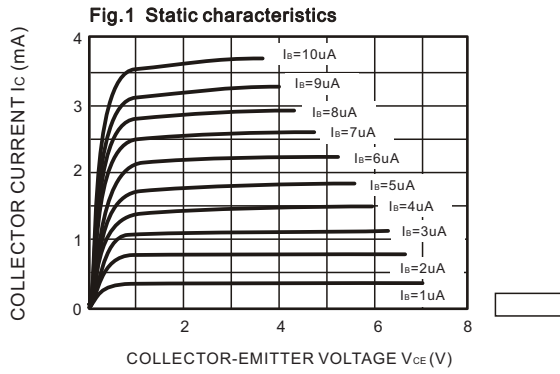 Fig.1 Static characteristics
COLLECTOR CURRENT IC (mA)
4
3
2
1
0
IB=10uA
IB=9uA
IB=8uA
IB=7uA
IB=6uA
IB=5uA
IB=4uA
IB=3uA
IB=2uA
IB=1uA
2
4
6
8
COLLECTOR-EMITTER VOLTAGE VCE (V)